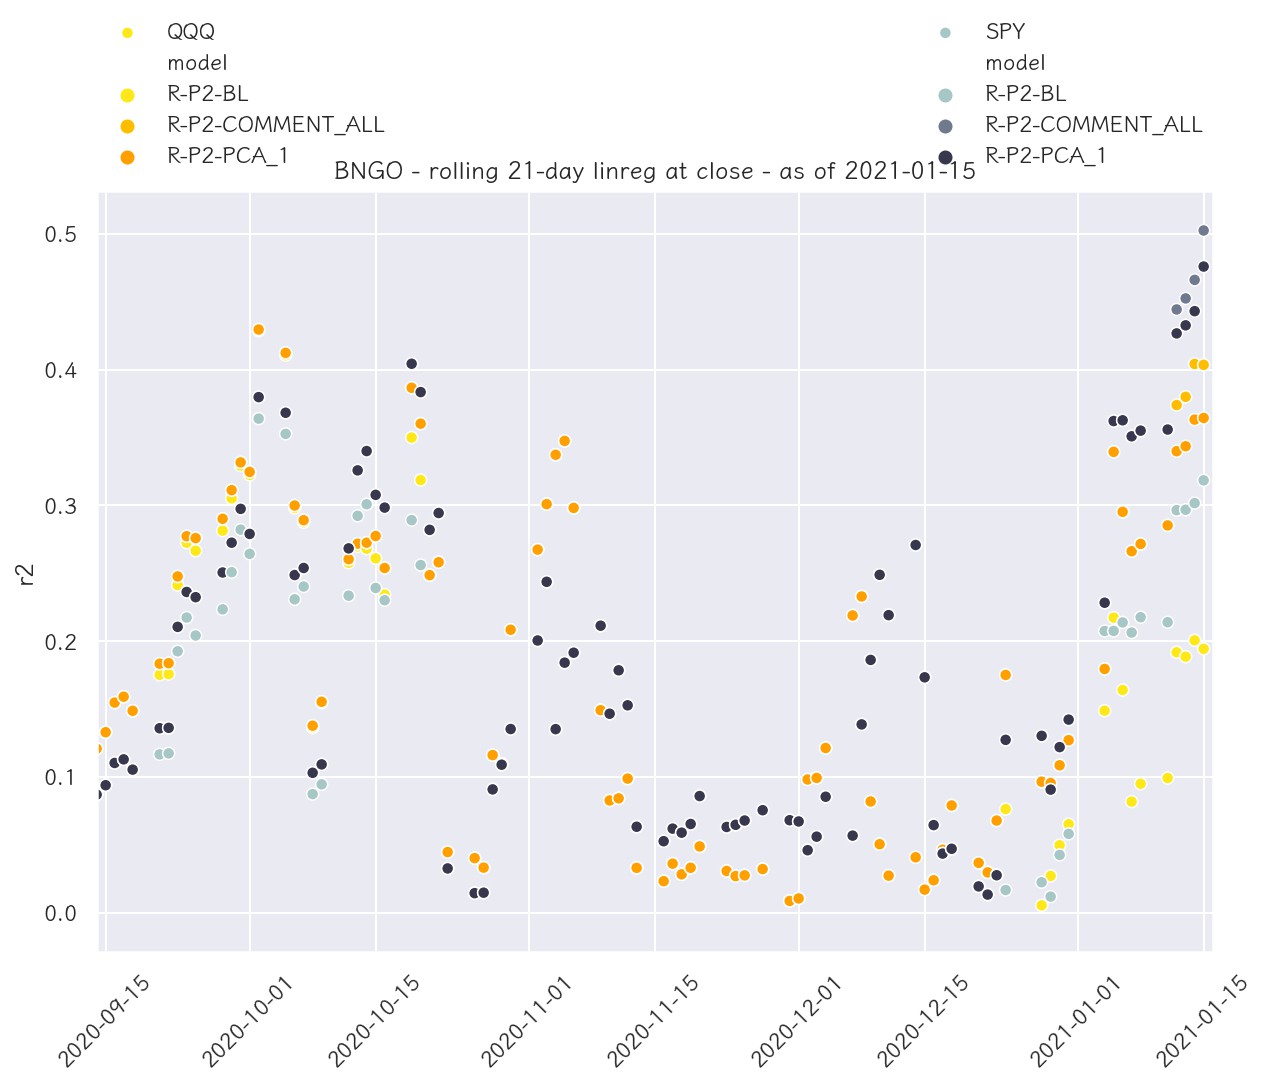 QQQ
model
R-P2-BL
R-P2-COMMENT_ALL
R-P2-PCA_1
SPY
model
R-P2-BL
R-P2-COMMENT_ALL
R-P2-PCA_1
BNGO - rolling 21-day linreg at close - as of 2021-01-15
r2
0.5
0.4
0.3
0.2
0.1
0.0
2020-09-15
2020-10-01
2020-10-15
2020-11-01
2020-11-15
2020-12-01
2020-12-15
2021-01-01
2021-01-15